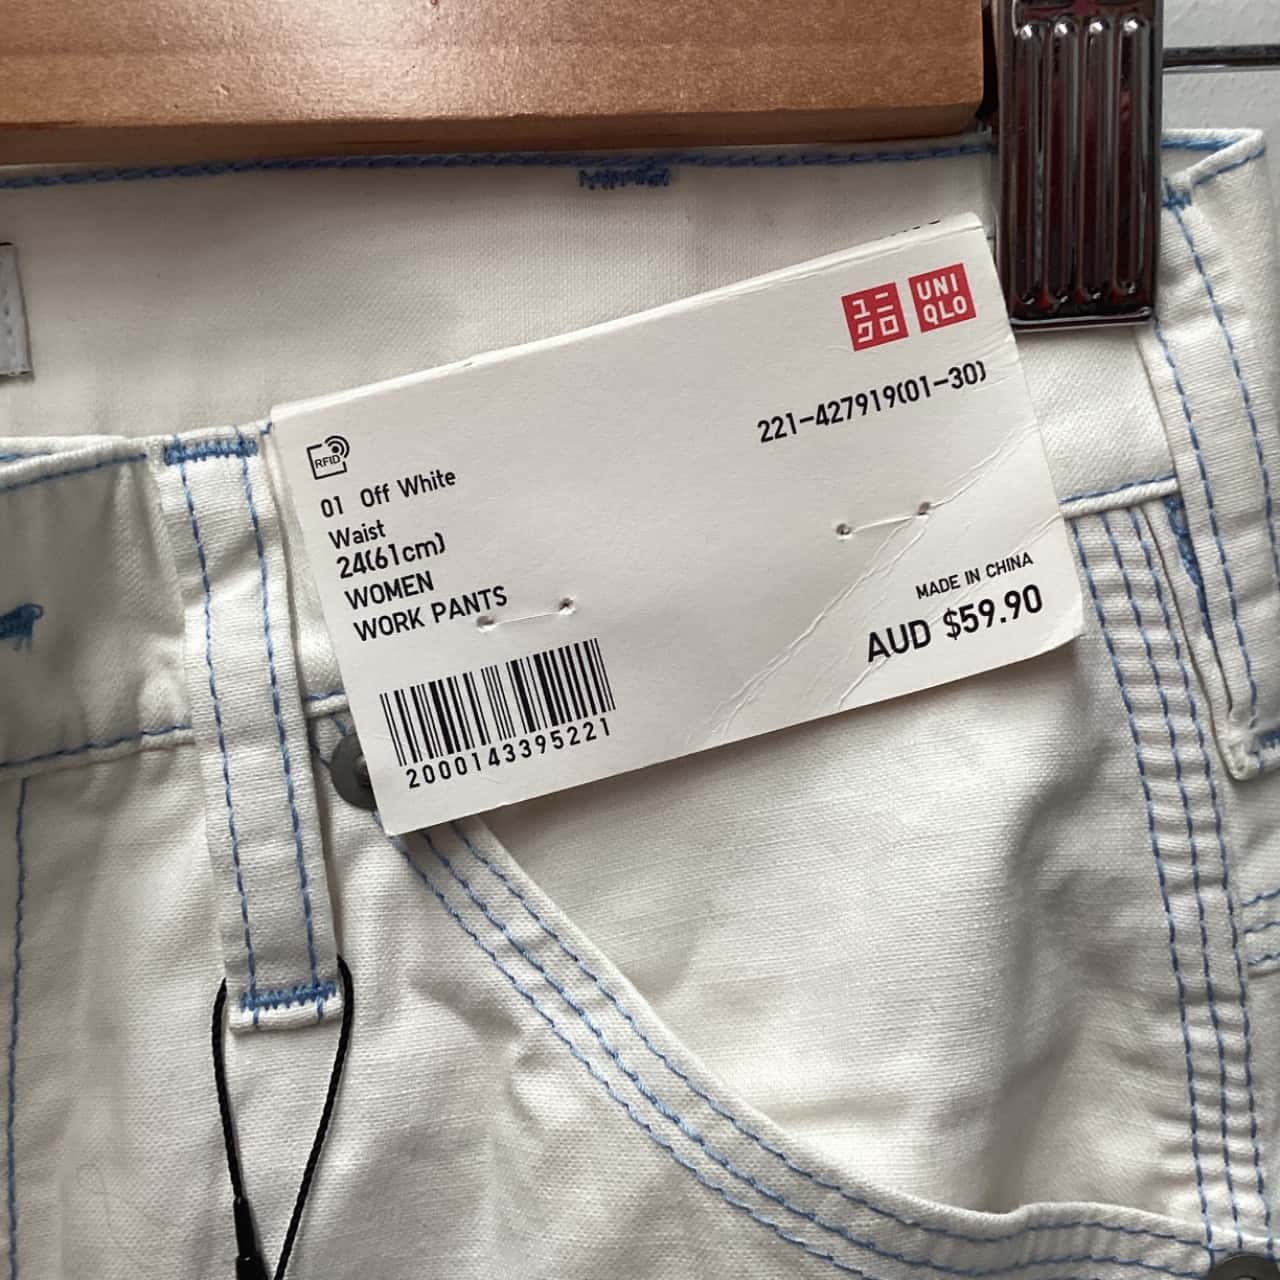 ユニ
クロ
UNI
QLO
221-427919(01-30)
RFID
01 Off White
Waist
24(61cm)
WOMEN
WORK PANTS
MADE IN CHINA
AUD $59.90
2000143395221